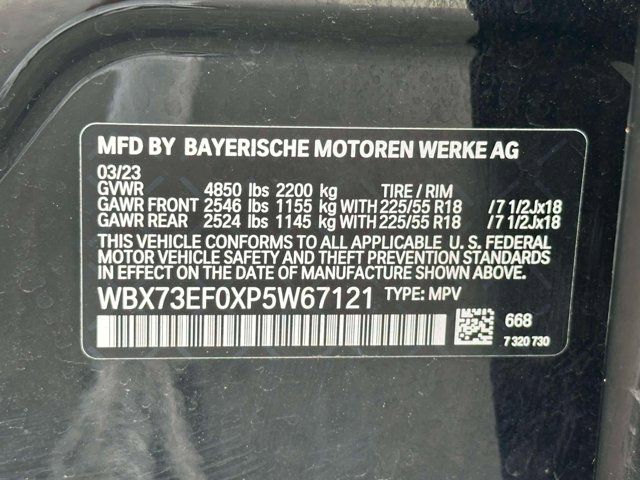 MFD BY BAYERISCHE MOTOREN WERKE AG
03/23
GVWR 4850 lbs 2200 kg TIRE / RIM
GAWR FRONT 2546 lbs 1155 kg WITH 225/55 R18 /7 1/2Jx18
GAWR REAR 2524 lbs 1145 kg WITH 225/55 R18 /7 1/2Jx18
THIS VEHICLE CONFORMS TO ALL APPLICABLE U. S. FEDERAL
MOTOR VEHICLE SAFETY AND THEFT PREVENTION STANDARDS
IN EFFECT ON THE DATE OF MANUFACTURE SHOWN ABOVE.
WBX73EF0XP5W67121 TYPE: MPV
668
7 320 730